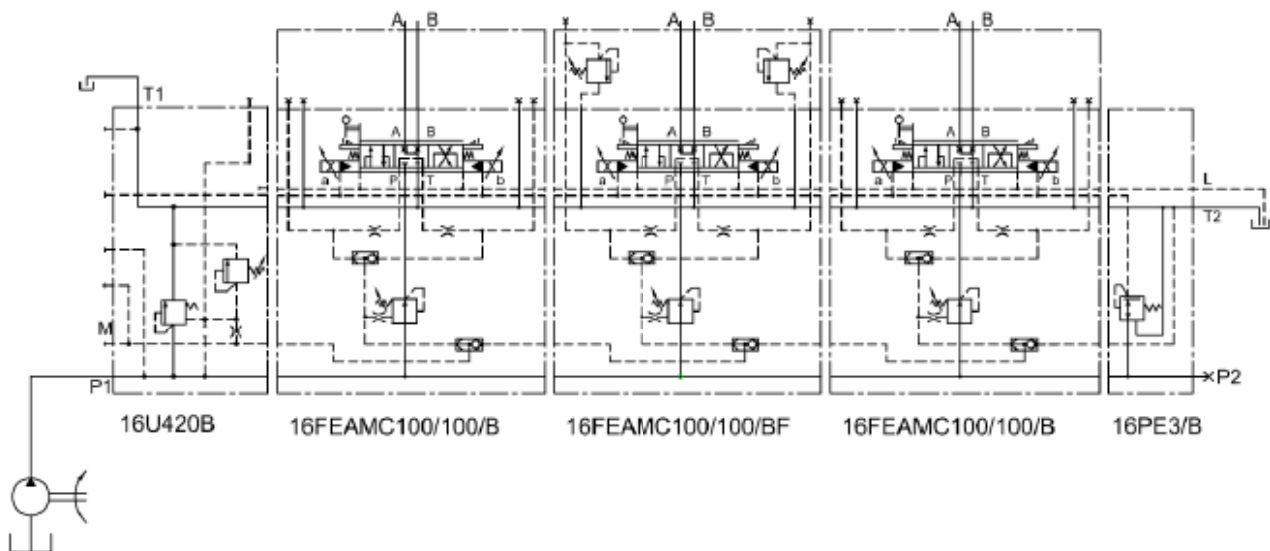 A B A B A B
T1
A B A B A B
a P T b a P T b a P T b
L
T2
M
P1
P2
16U420B 16FEAMC100/100/B 16FEAMC100/100/BF 16FEAMC100/100/B 16PE3/B